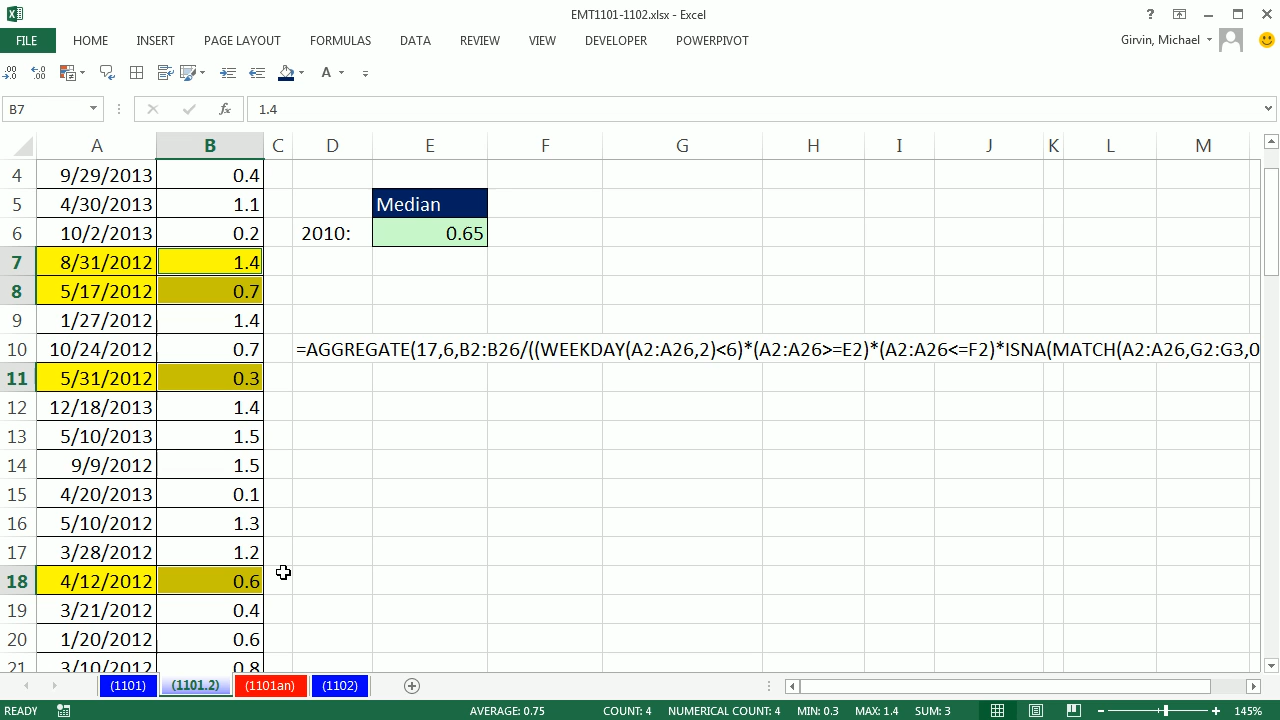 EMT1101-1102.xlsx - Excel
?
FILE HOME INSERT PAGE LAYOUT FORMULAS DATA REVIEW VIEW DEVELOPER POWERPIVOT Girvin, Michael
B7 fx 1.4
A B C D E F G H I J K L M
4 9/29/2013 0.4
5 4/30/2013 1.1 Median
6 10/2/2013 0.2 2010: 0.65
7 8/31/2012 1.4
8 5/17/2012 0.7
9 1/27/2012 1.4
10 10/24/2012 0.7 =AGGREGATE(17,6,B2:B26/((WEEKDAY(A2:A26,2)<6)*(A2:A26>=E2)*(A2:A26<=F2)*ISNA(MATCH(A2:A26,G2:G3,0
11 5/31/2012 0.3
12 12/18/2013 1.4
13 5/10/2013 1.5
14 9/9/2012 1.5
15 4/20/2013 0.1
16 5/10/2012 1.3
17 3/28/2012 1.2
18 4/12/2012 0.6
19 3/21/2012 0.4
20 1/20/2012 0.6
21 3/10/2012 0.8
(1101) (1101.2) (1101an) (1102)
READY AVERAGE: 0.75 COUNT: 4 NUMERICAL COUNT: 4 MIN: 0.3 MAX: 1.4 SUM: 3 145%